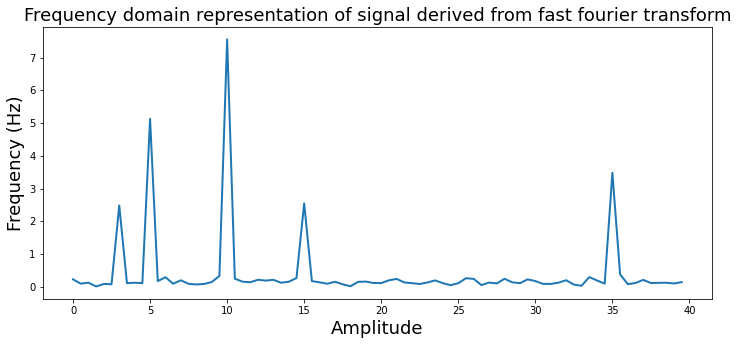 Frequency domain representation of signal derived from fast fourier transform
Frequency (Hz)
7
6
5
4
3
2
1
0
0 5 10 15 20 25 30 35 40
Amplitude